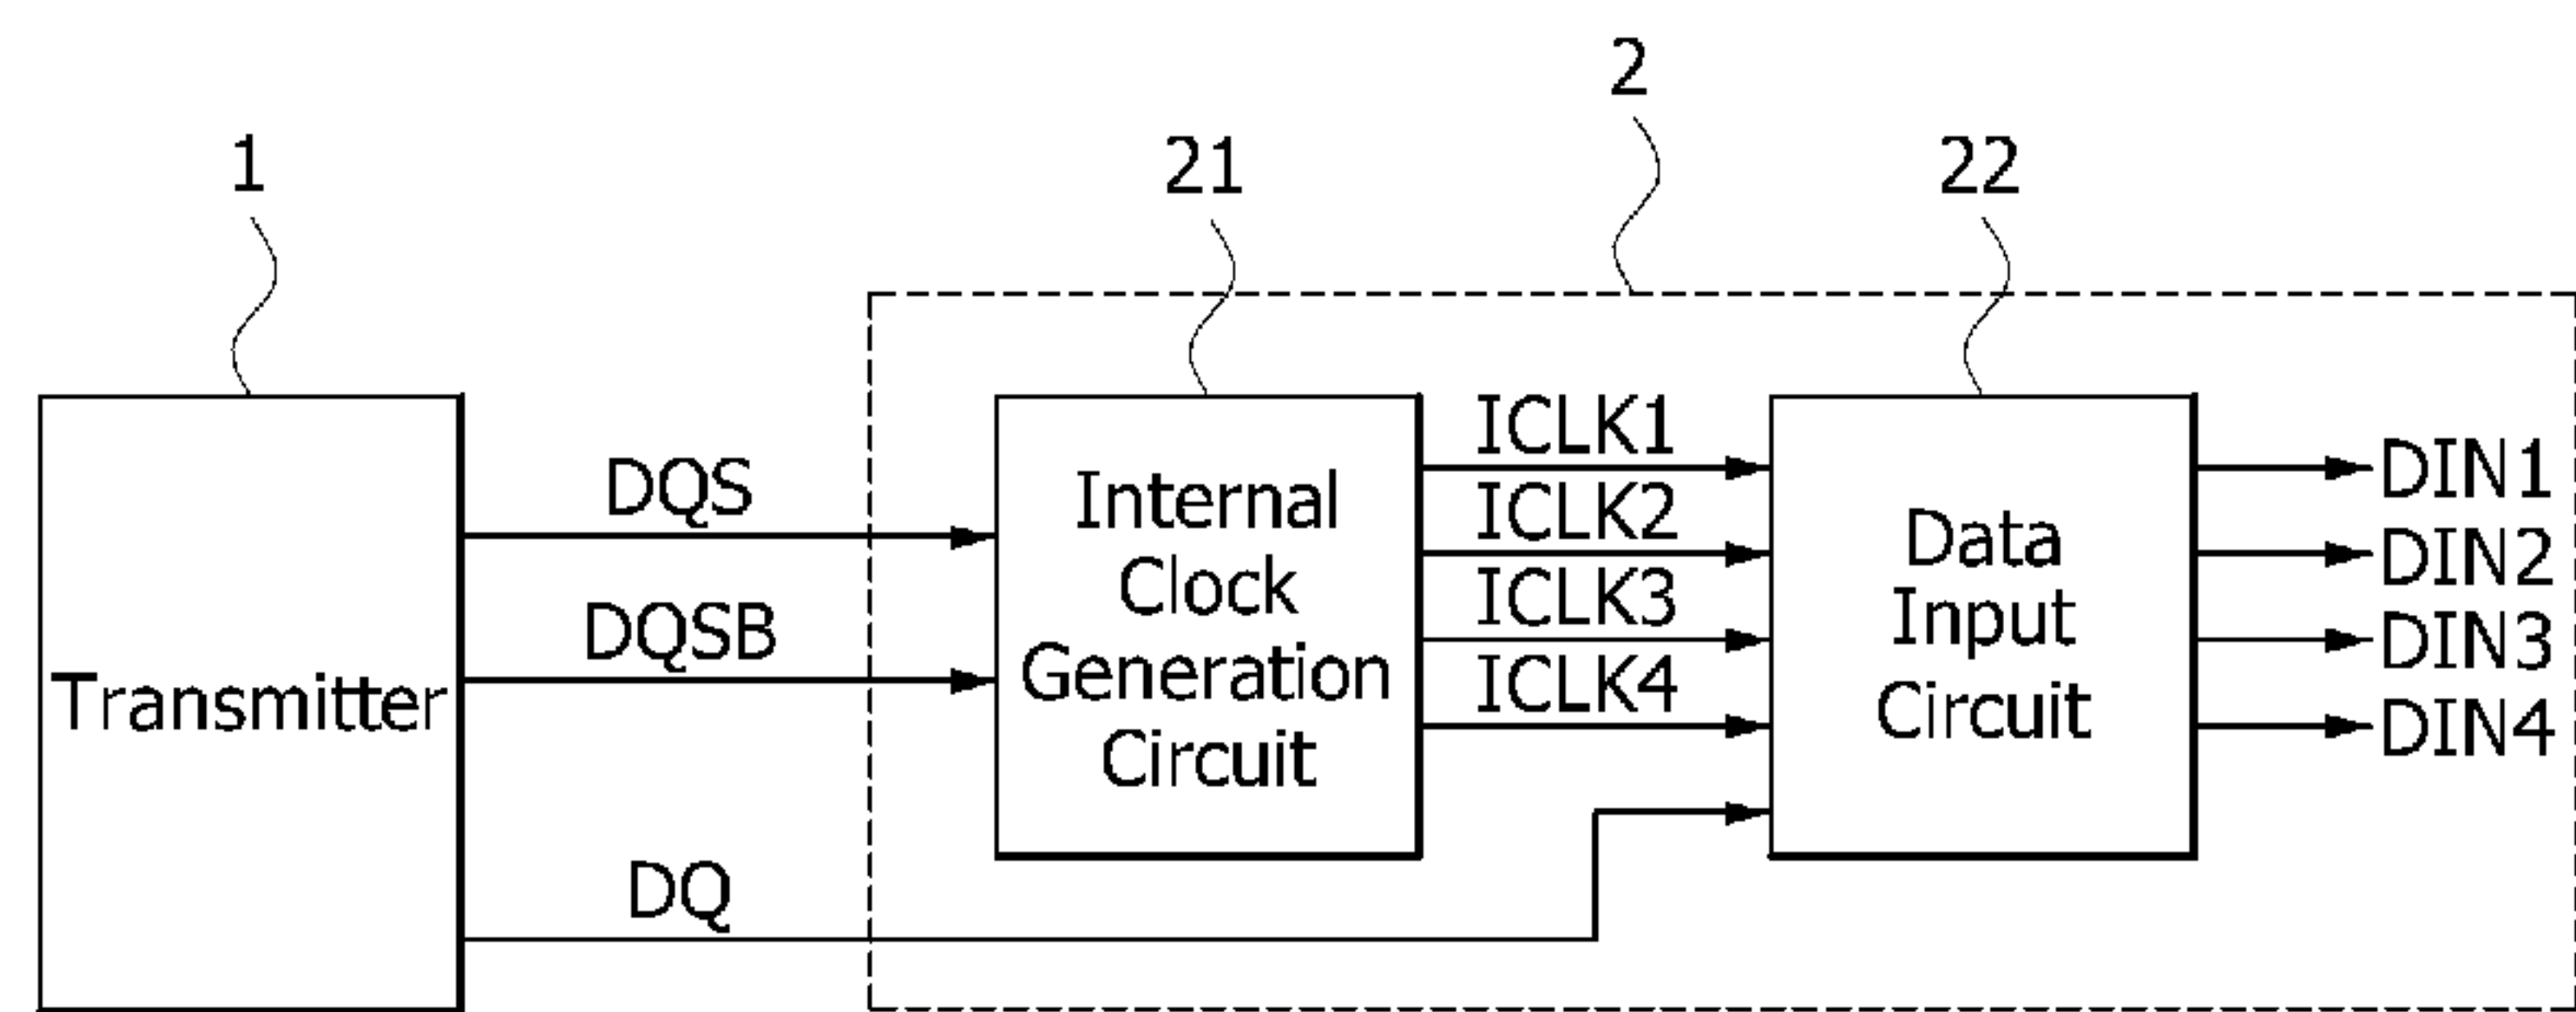 2
1
21
22
Transmitter
DQS
DQSB
DQ
Internal
Clock
Generation
Circuit
ICLK1
ICLK2
ICLK3
ICLK4
Data
Input
Circuit
DIN1
DIN2
DIN3
DIN4